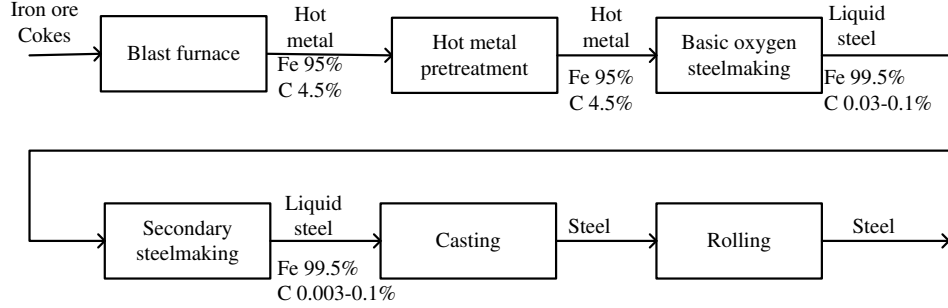 Iron ore
Cokes
Blast furnace
Hot
metal
Fe 95%
C 4.5%
Hot metal
pretreatment
Hot
metal
Fe 95%
C 4.5%
Basic oxygen
steelmaking
Liquid
steel
Fe 99.5%
C 0.03-0.1%
Secondary
steelmaking
Liquid
steel
Fe 99.5%
C 0.003-0.1%
Casting
Steel
Rolling
Steel